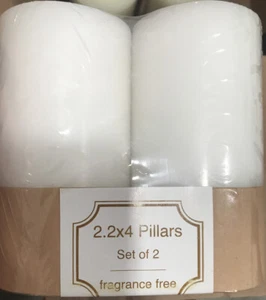 2.2x4 Pillars
Set of 2
fragrance free